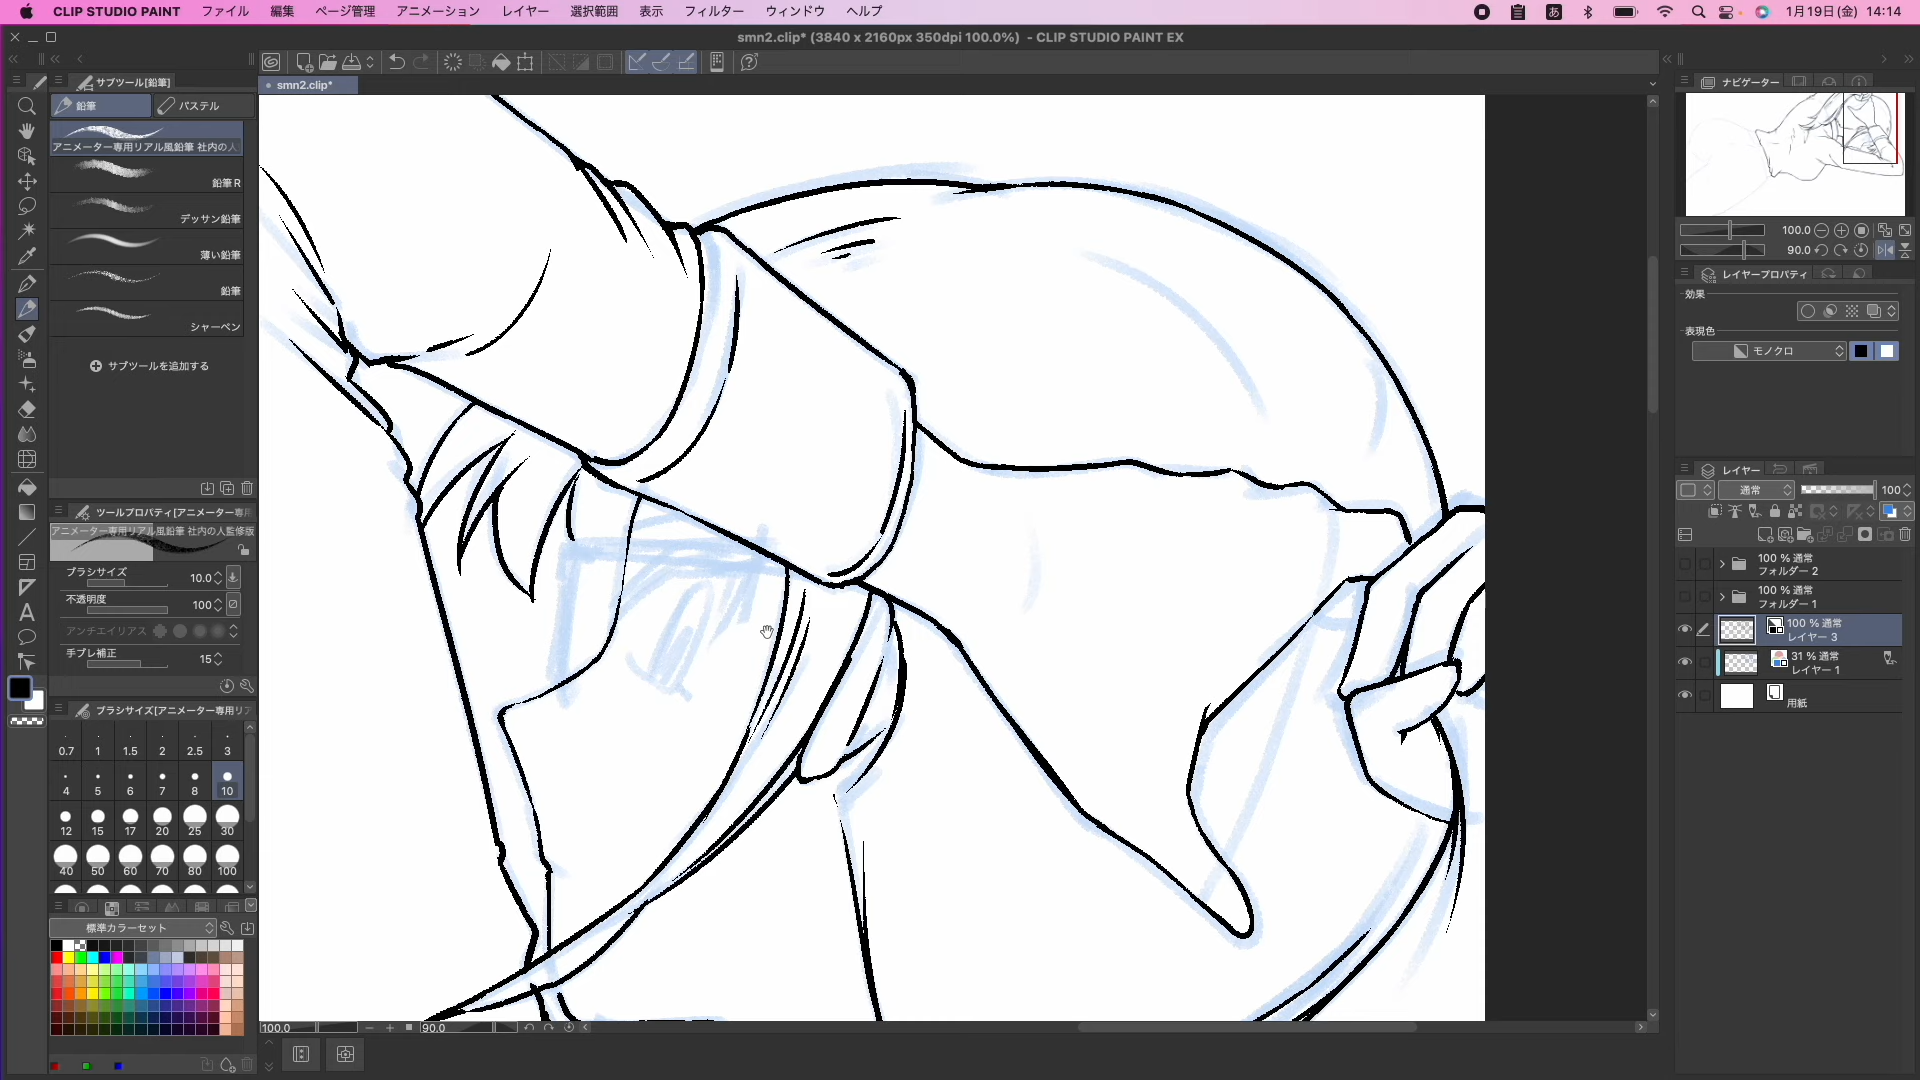 CLIP STUDIO PAINT ファイル 編集 ページ管理 アニメーション レイヤー 選択範囲 表示 フィルター ウィンドウ ヘルプ
あ 1月19日(金) 14:14
smn2.clip* (3840 x 2160px 350dpi 100.0%) - CLIP STUDIO PAINT EX
サブツール[鉛筆]
smn2.clip*
鉛筆 パステル
アニメーター専用リアル風鉛筆 社内の人
鉛筆R
デッサン鉛筆
薄い鉛筆
鉛筆
シャーペン
サブツールを追加する
ツールプロパティ[アニメーター専用
アニメーター専用リアル風鉛筆 社内の人監修版
ブラシサイズ 10.0
不透明度 100
アンチエイリアス
手ブレ補正 15
ブラシサイズ[アニメーター専用リア
0.7 1 1.5 2 2.5 3
4 5 6 7 8 10
12 15 17 20 25 30
40 50 60 70 80 100
標準カラーセット
100.0 90.0
ナビゲーター
100.0
90.0
レイヤープロパティ
効果
表現色
モノクロ
レイヤー
通常 100
100 % 通常
フォルダー 2
100 % 通常
フォルダー 1
100 % 通常
レイヤー 3
31 % 通常
レイヤー 1
用紙